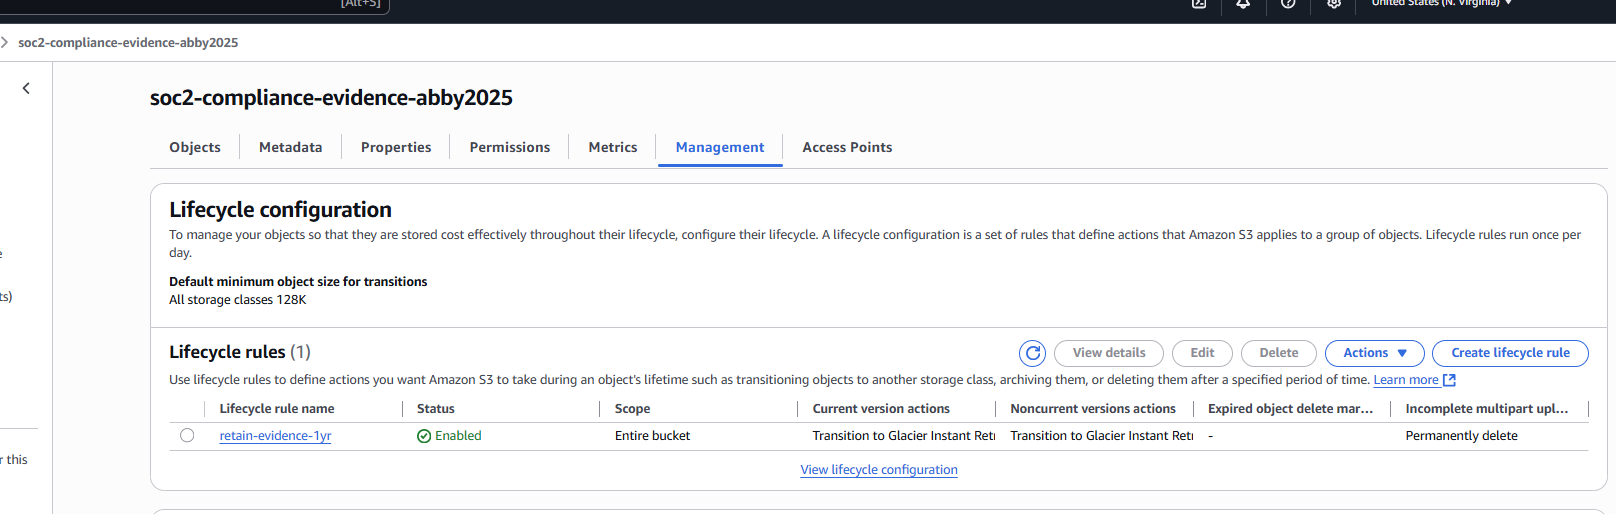 [Alt+S]
United States (N. Virginia)
soc2-compliance-evidence-abby2025
soc2-compliance-evidence-abby2025
Objects Metadata Properties Permissions Metrics Management Access Points
Lifecycle configuration
To manage your objects so that they are stored cost effectively throughout their lifecycle, configure their lifecycle. A lifecycle configuration is a set of rules that define actions that Amazon S3 applies to a group of objects. Lifecycle rules run once per
day.
Default minimum object size for transitions
All storage classes 128K
ts)
Lifecycle rules (1)
View details Edit Delete Actions Create lifecycle rule
Use lifecycle rules to define actions you want Amazon S3 to take during an object's lifetime such as transitioning objects to another storage class, archiving them, or deleting them after a specified period of time. Learn more
Lifecycle rule name Status Scope Current version actions Noncurrent versions actions Expired object delete mar... Incomplete multipart upl...
retain-evidence-1yr Enabled Entire bucket Transition to Glacier Instant Retr Transition to Glacier Instant Retr - Permanently delete
r this
View lifecycle configuration